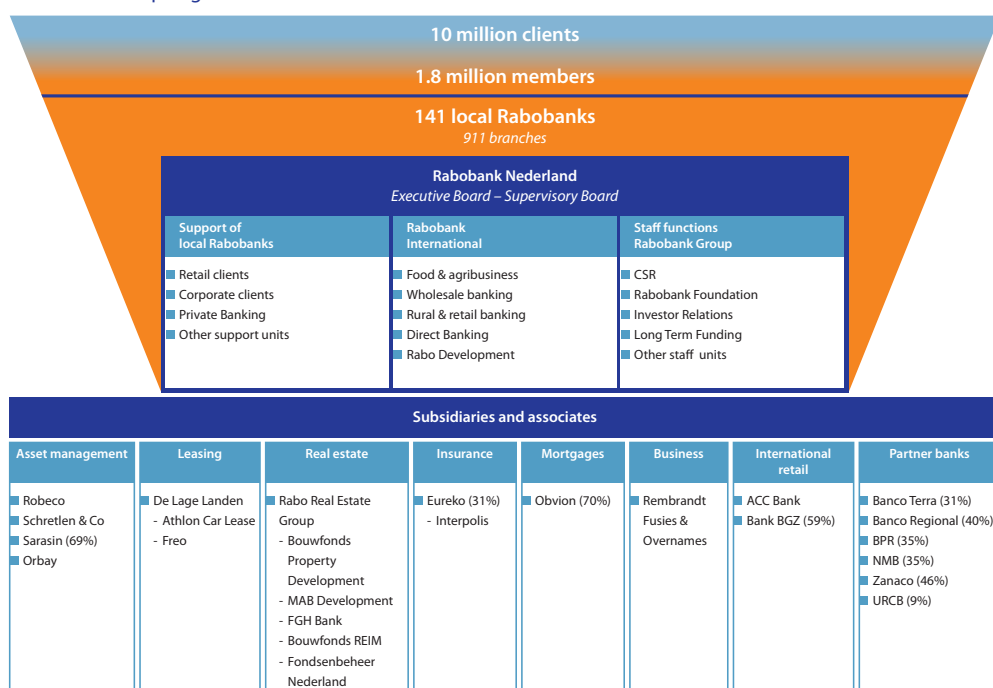 10 million clients
1.8 million members
141 local Rabobanks
911 branches
Rabobank Nederland
Executive Board – Supervisory Board
Support of
local Rabobanks
Retail clients
Corporate clients
Private Banking
Other support units
Rabobank
International
Food & agribusiness
Wholesale banking
Rural & retail banking
Direct Banking
Rabo Development
Staff functions
Rabobank Group
CSR
Rabobank Foundation
Investor Relations
Long Term Funding
Other staff units
Subsidiaries and associates
Asset management
Robeco
Schretlen & Co
Sarasin (69%)
Orbay
Leasing
De Lage Landen
- Athlon Car Lease
- Freo
Real estate
Rabo Real Estate
Group
- Bouwfonds
Property
Development
- MAB Development
- FGH Bank
- Bouwfonds REIM
- Fondsenbeheer
Nederland
Insurance
Eureko (31%)
- Interpolis
Mortgages
Obvion (70%)
Business
Rembrandt
Fusies &
Overnames
International
retail
ACC Bank
Bank BGZ (59%)
Partner banks
Banco Terra (31%)
Banco Regional (40%)
BPR (35%)
NMB (35%)
Zanaco (46%)
URCB (9%)